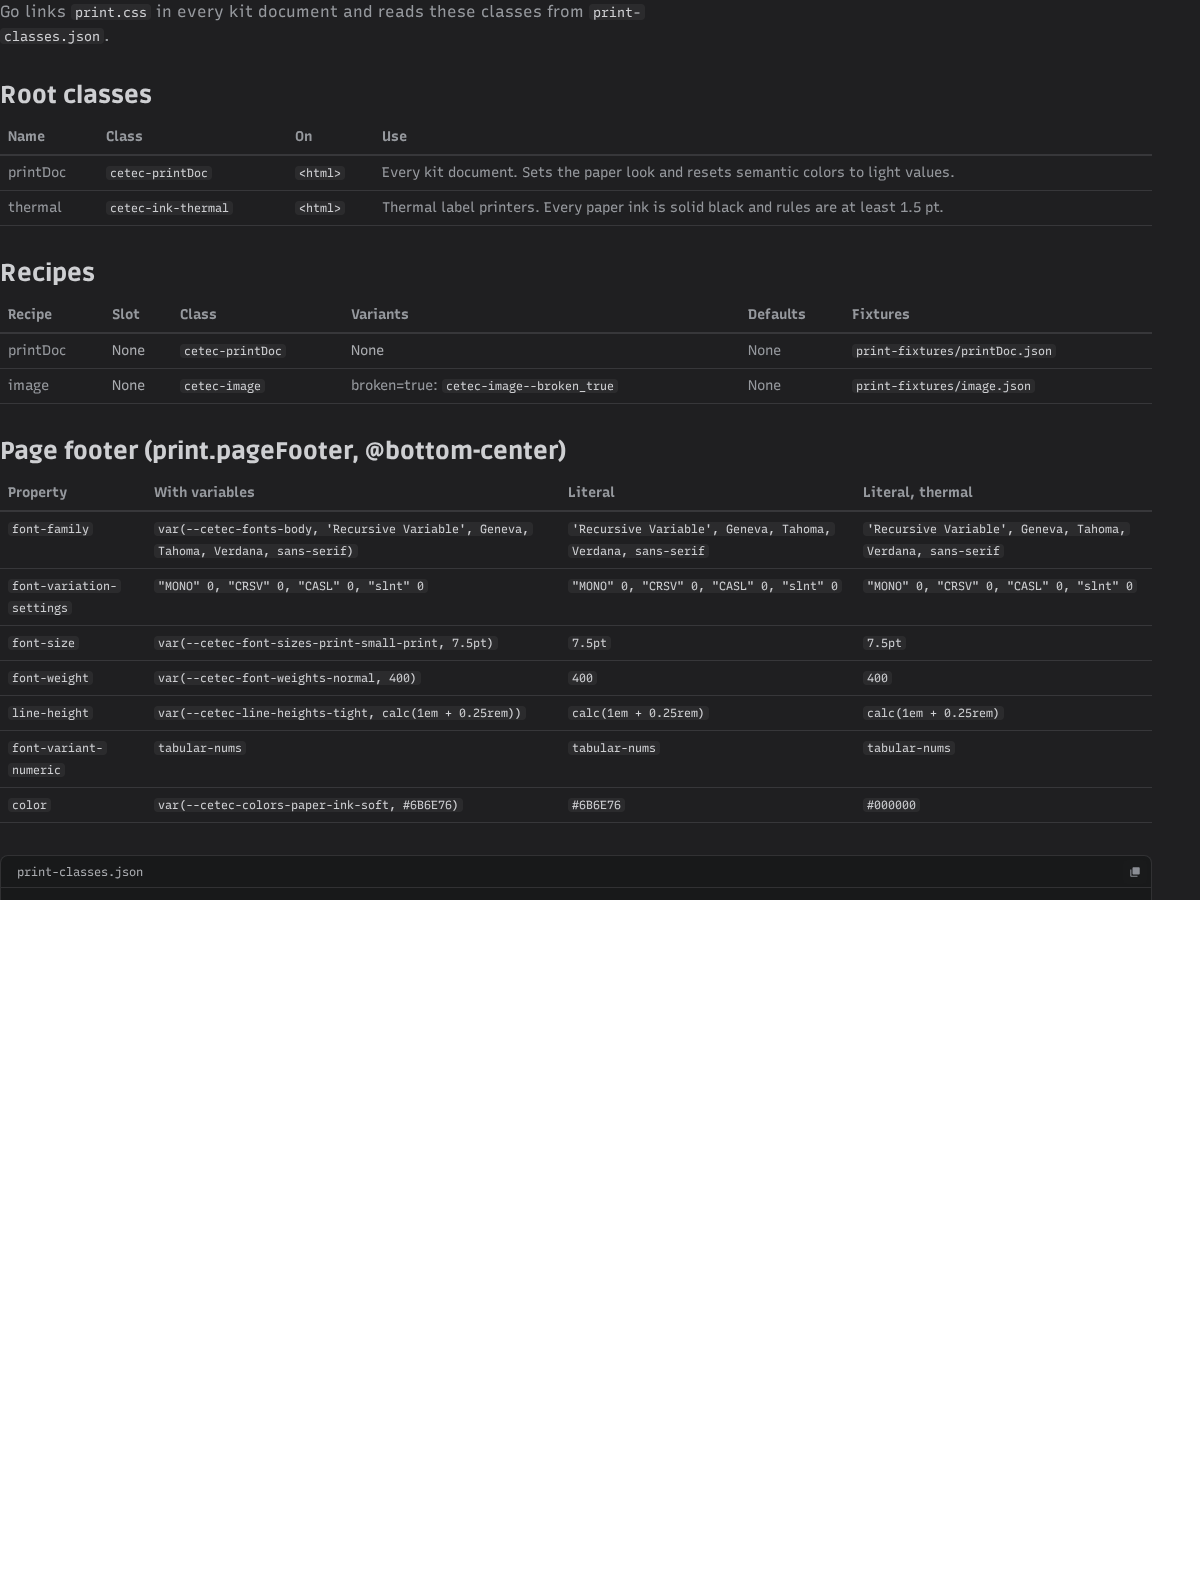 Go links print.css in every kit document and reads these classes from print-
classes.json.
Root classes
Name Class On Use
printDoc cetec-printDoc <html> Every kit document. Sets the paper look and resets semantic colors to light values.
thermal cetec-ink-thermal <html> Thermal label printers. Every paper ink is solid black and rules are at least 1.5 pt.
Recipes
Recipe Slot Class Variants Defaults Fixtures
printDoc None cetec-printDoc None None print-fixtures/printDoc.json
image None cetec-image broken=true: cetec-image--broken_true None print-fixtures/image.json
Page footer (print.pageFooter, @bottom-center)
Property With variables Literal Literal, thermal
font-family var(--cetec-fonts-body, 'Recursive Variable', Geneva, 'Recursive Variable', Geneva, Tahoma, 'Recursive Variable', Geneva, Tahoma,
Tahoma, Verdana, sans-serif) Verdana, sans-serif Verdana, sans-serif
font-variation- "MONO" 0, "CRSV" 0, "CASL" 0, "slnt" 0 "MONO" 0, "CRSV" 0, "CASL" 0, "slnt" 0 "MONO" 0, "CRSV" 0, "CASL" 0, "slnt" 0
settings
font-size var(--cetec-font-sizes-print-small-print, 7.5pt) 7.5pt 7.5pt
font-weight var(--cetec-font-weights-normal, 400) 400 400
line-height var(--cetec-line-heights-tight, calc(1em + 0.25rem)) calc(1em + 0.25rem) calc(1em + 0.25rem)
font-variant- tabular-nums tabular-nums tabular-nums
numeric
color var(--cetec-colors-paper-ink-soft, #6B6E76) #6B6E76 #000000
print-classes.json